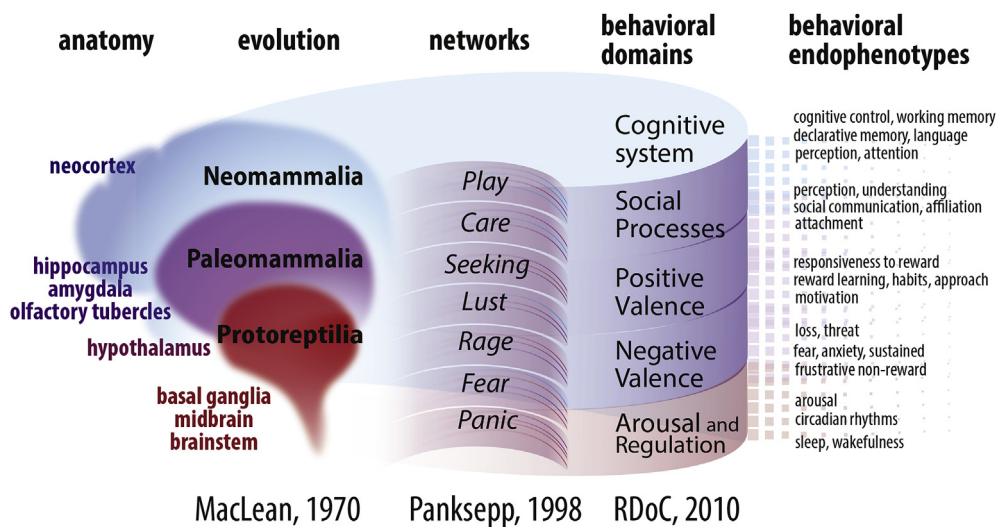 anatomy
evolution
networks
behavioral
domains
behavioral
endophenotypes
neocortex
hippocampus
amygdala
olfactory tubercles
hypothalamus
basal ganglia
midbrain
brainstem
Neomammalia
Paleomammalia
Protoreptilia
Play
Care
Seeking
Lust
Rage
Fear
Panic
Cognitive
system
Social
Processes
Positive
Valence
Negative
Valence
Arousal and
Regulation
cognitive control, working memory
declarative memory, language
perception, attention
perception, understanding
social communication, affiliation
attachment
responsiveness to reward
reward learning, habits, approach
motivation
loss, threat
fear, anxiety, sustained
frustrative non-reward
arousal
circadian rhythms
sleep, wakefulness
MacLean, 1970
Panksepp, 1998
RDoC, 2010